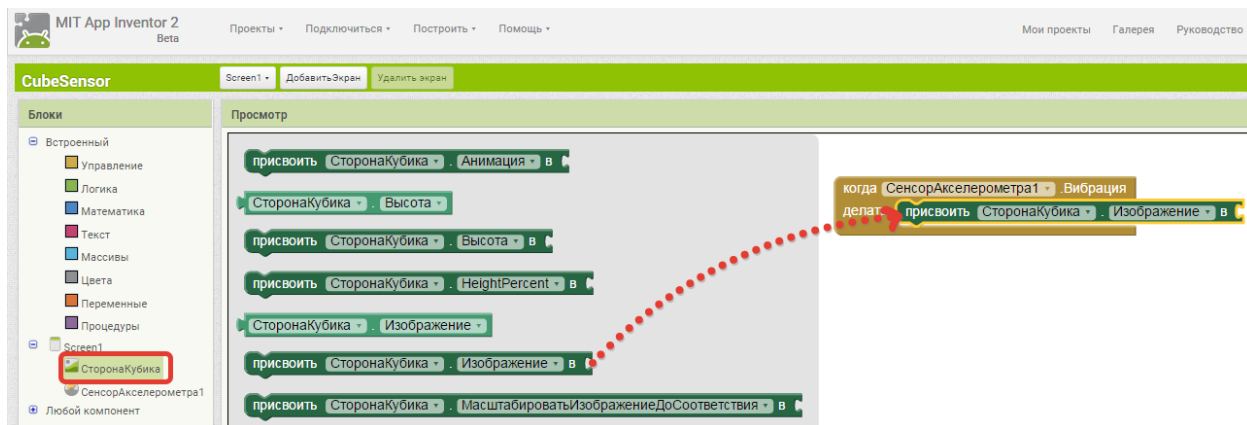 MIT App Inventor 2
Beta
Проекты Подключиться Построить Помощь
Мои проекты Галерея Руководство
CubeSensor
Screen1 ДобавитьЭкран Удалить экран
Блоки
Просмотр
Встроенный
Управление
Логика
Математика
Текст
Массивы
Цвета
Переменные
Процедуры
Screen1
СторонаКубика
СенсорАкселерометра1
Любой компонент
присвоить СторонаКубика . Анимация в
СторонаКубика . Высота
присвоить СторонаКубика . Высота в
присвоить СторонаКубика . HeightPercent в
СторонаКубика . Изображение
присвоить СторонаКубика . Изображение в
присвоить СторонаКубика . МасштабироватьИзображениеДоСоответствия в
когда СенсорАкселерометра1 .Вибрация
делать присвоить СторонаКубика . Изображение в